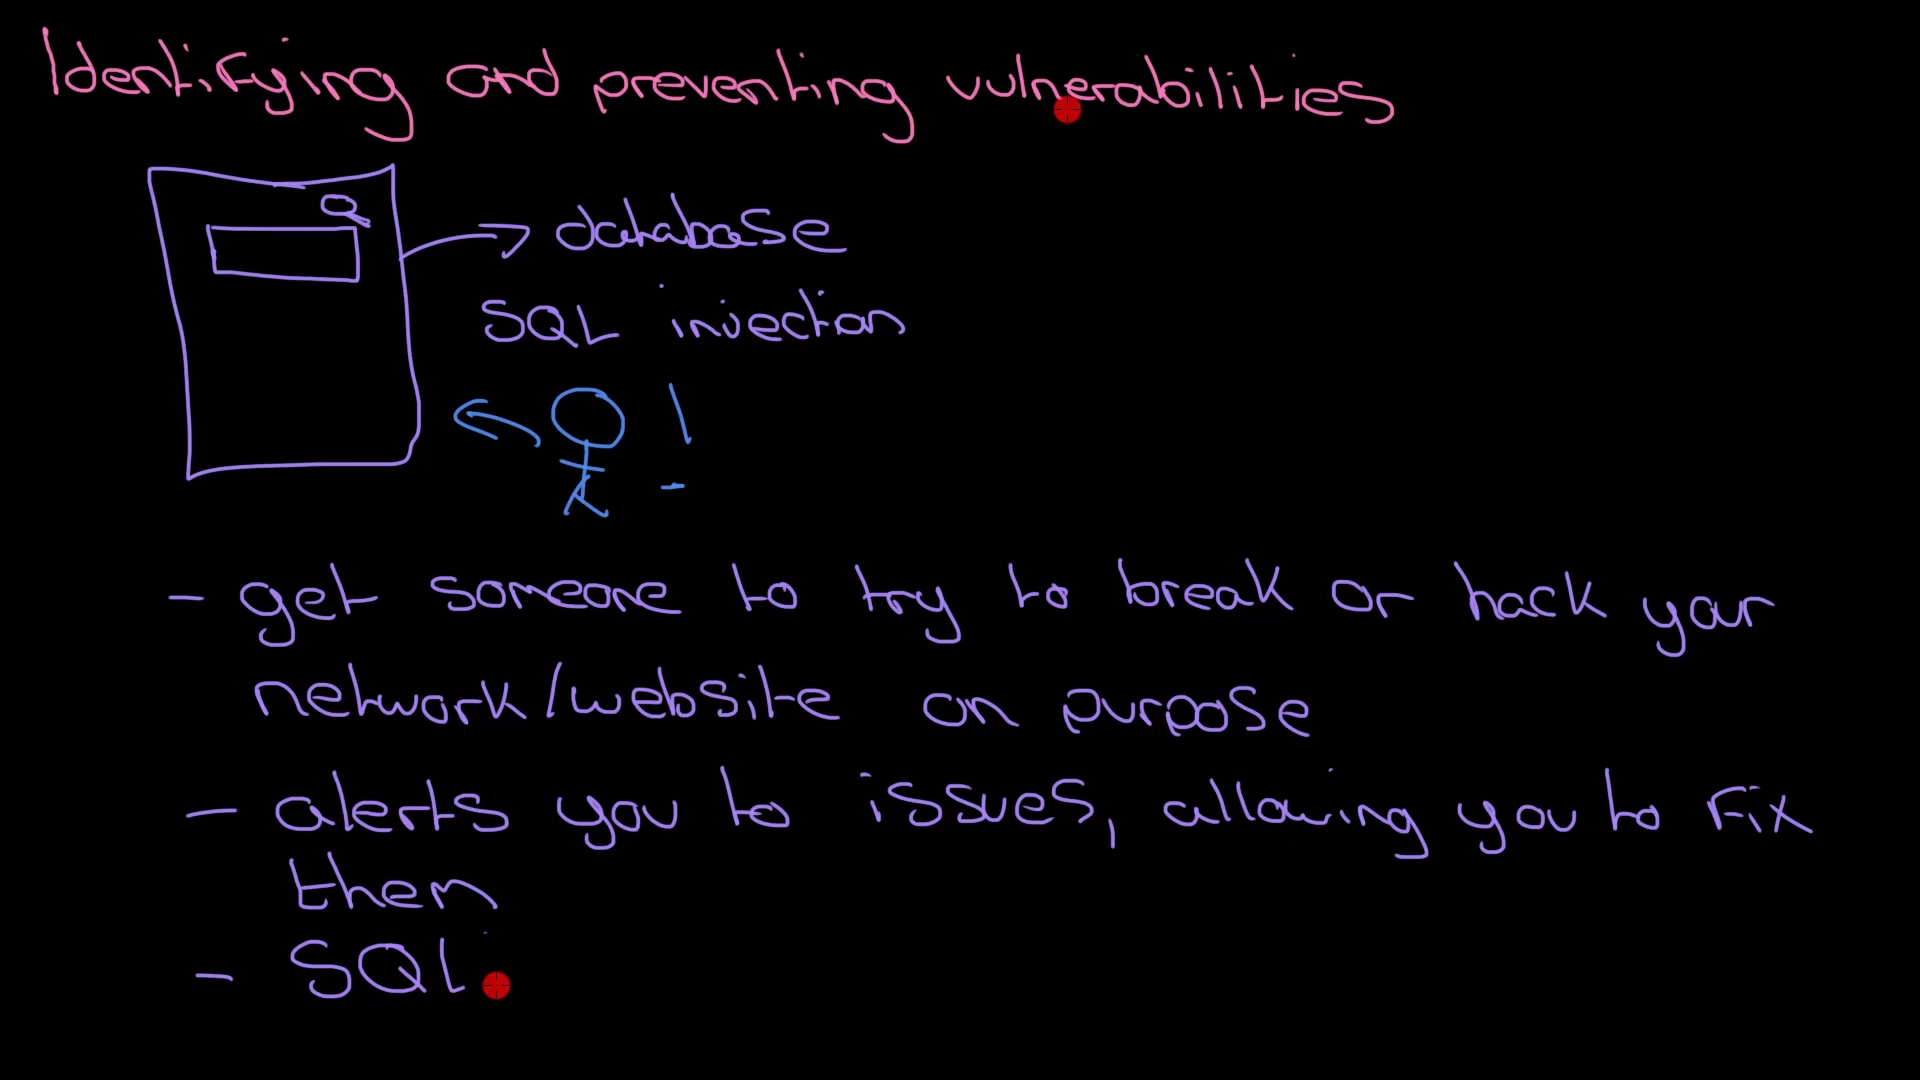 Identifying and preventing vulnerabilities
database
SQL injection
!
- get someone to try to break or hack your
network/website on purpose
- alerts you to issues, allowing you to fix
them
- SQL